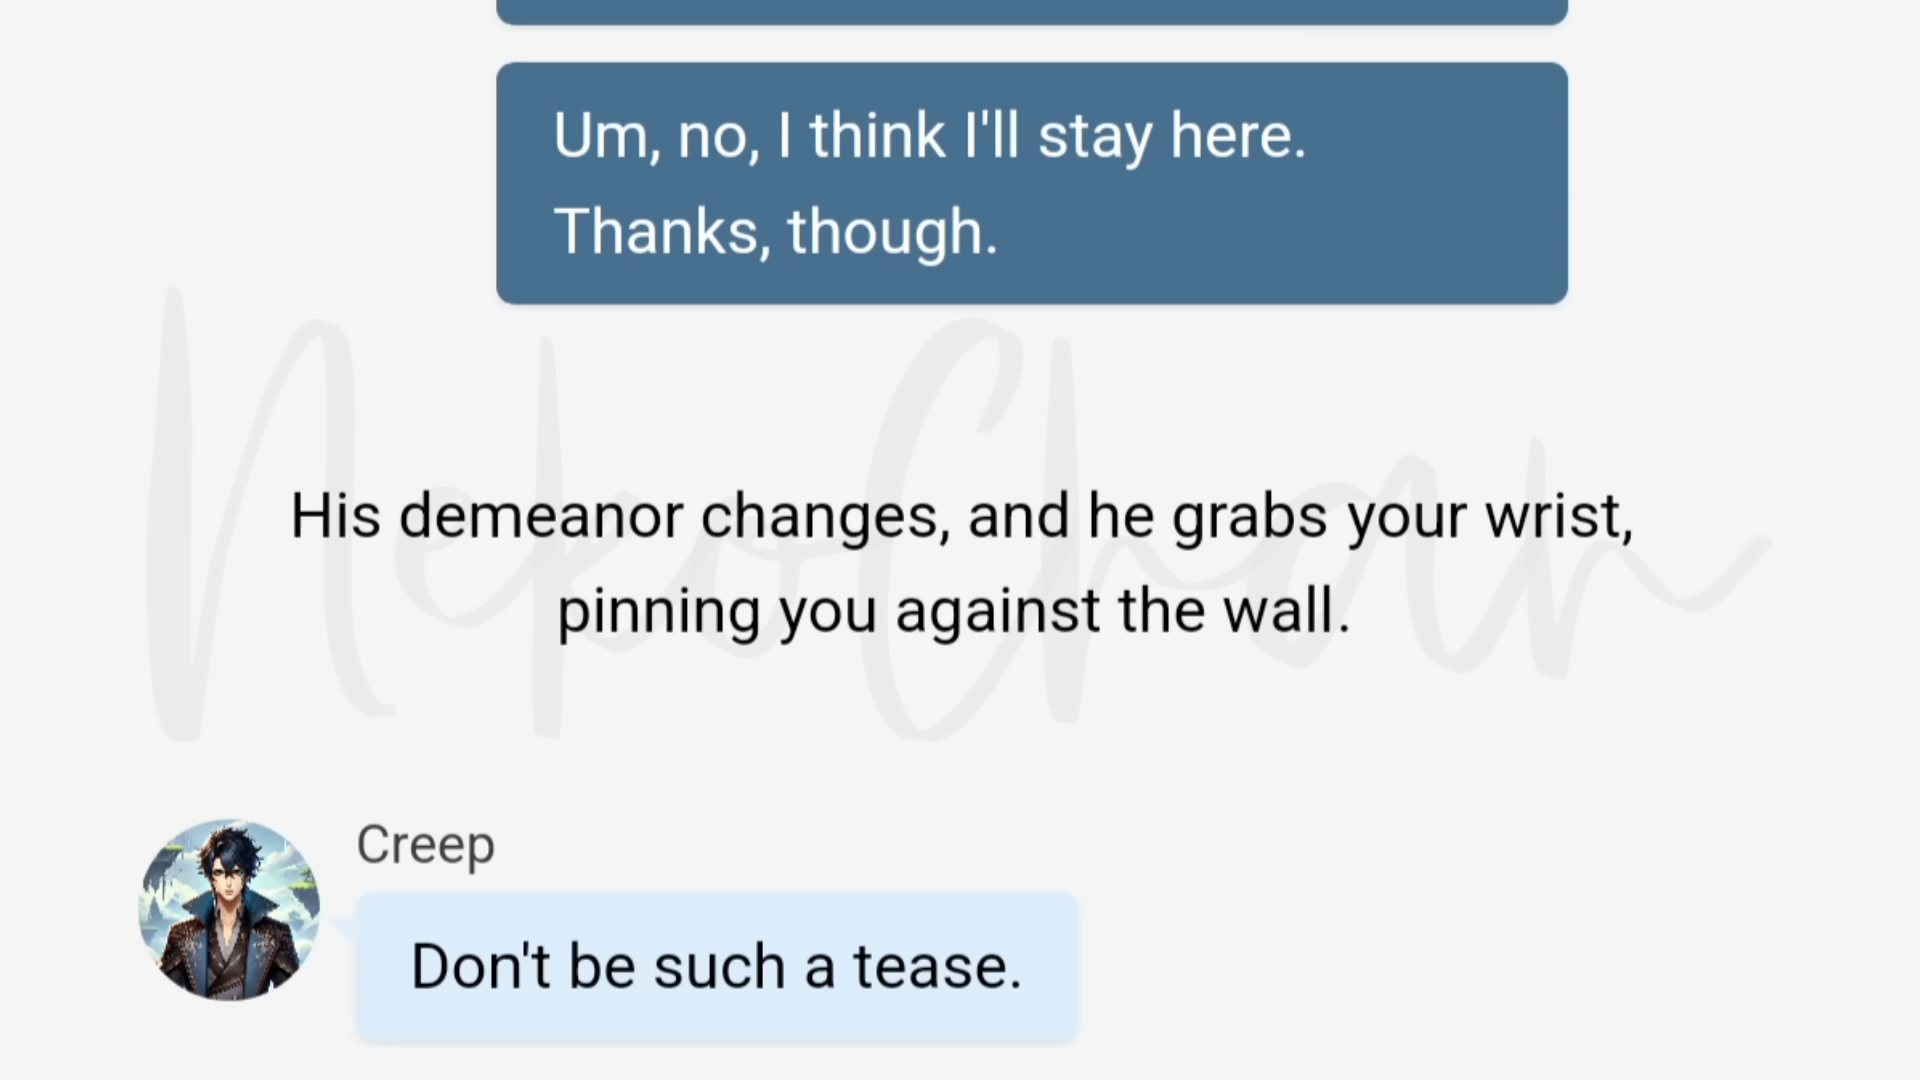 Um, no, I think I'll stay here.
Thanks, though.
NekoChan
His demeanor changes, and he grabs your wrist,
pinning you against the wall.
Creep
Don't be such a tease.